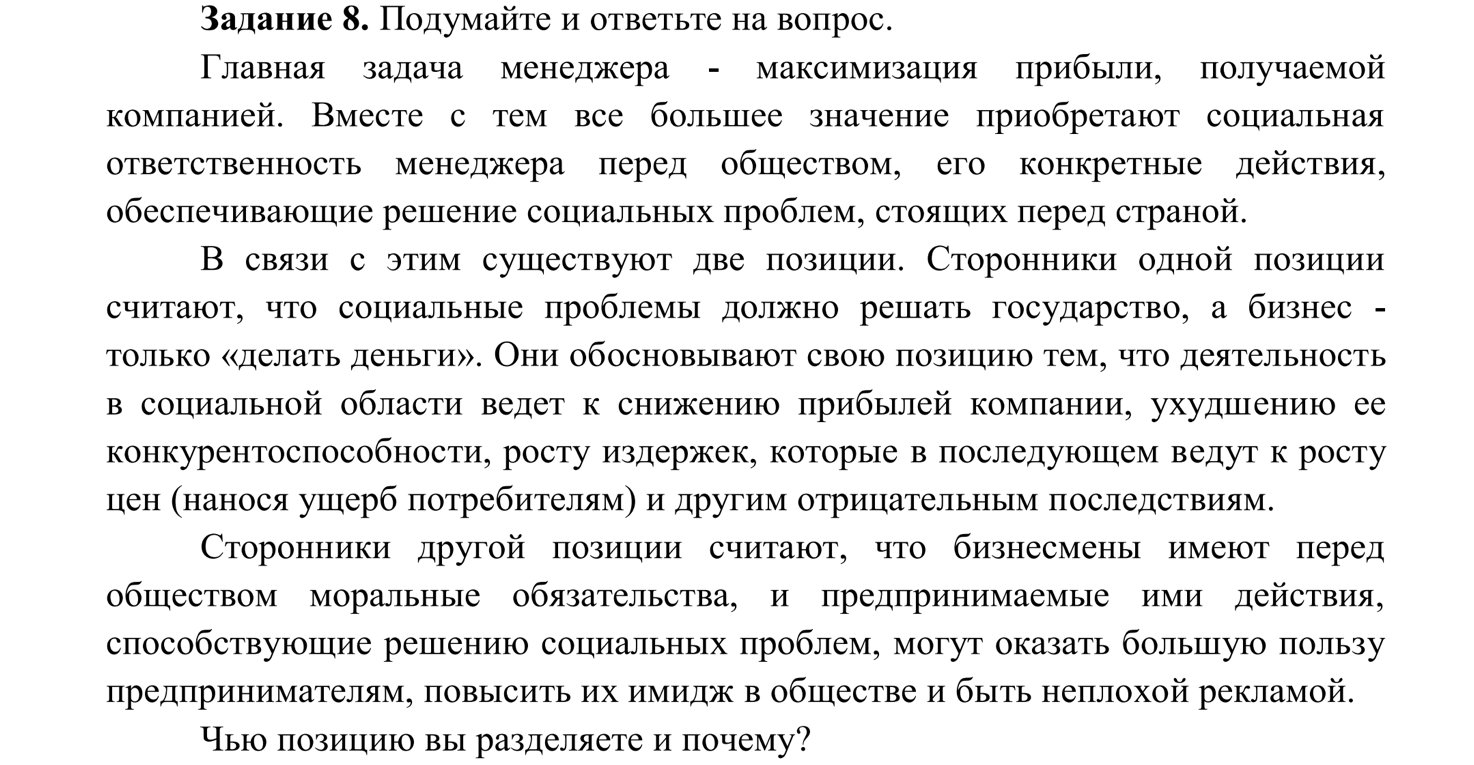 Задание 8. Подумайте и ответьте на вопрос.
Главная задача менеджера - максимизация прибыли, получаемой
компанией. Вместе с тем все большее значение приобретают социальная
ответственность менеджера перед обществом, его конкретные действия,
обеспечивающие решение социальных проблем, стоящих перед страной.
В связи с этим существуют две позиции. Сторонники одной позиции
считают, что социальные проблемы должно решать государство, а бизнес -
только «делать деньги». Они обосновывают свою позицию тем, что деятельность
в социальной области ведет к снижению прибылей компании, ухудшению ее
конкурентоспособности, росту издержек, которые в последующем ведут к росту
цен (нанося ущерб потребителям) и другим отрицательным последствиям.
Сторонники другой позиции считают, что бизнесмены имеют перед
обществом моральные обязательства, и предпринимаемые ими действия,
способствующие решению социальных проблем, могут оказать большую пользу
предпринимателям, повысить их имидж в обществе и быть неплохой рекламой.
Чью позицию вы разделяете и почему?